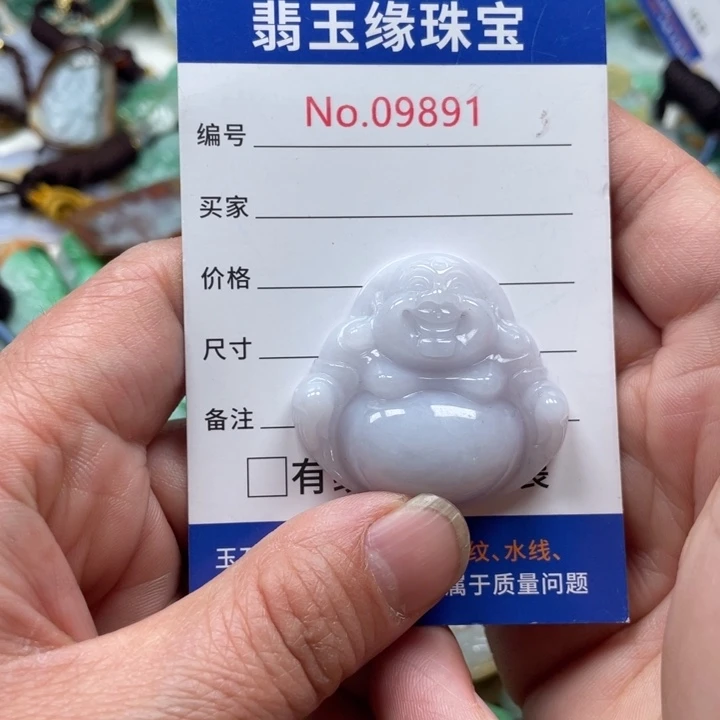 翡玉缘珠宝
编号 No.09891
买家
价格
尺寸
备注
有
玉 纹、水线、
属于质量问题